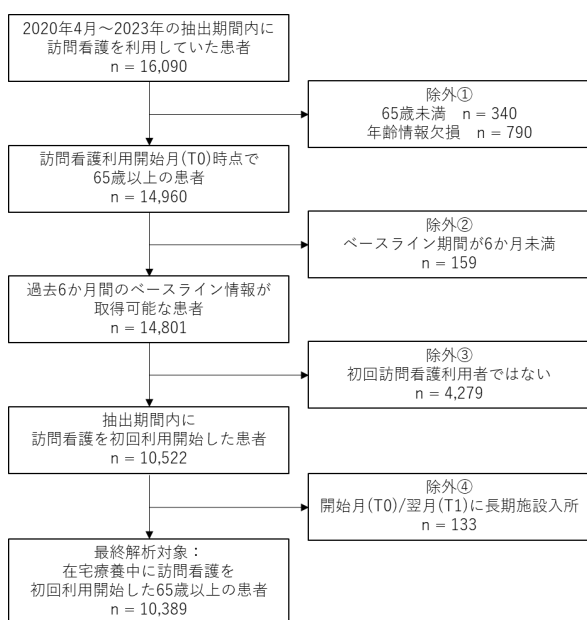 2020年4月～2023年の抽出期間内に
訪問看護を利用していた患者
n = 16,090
除外①
65歳未満　n = 340
年齢情報欠損　n = 790
訪問看護利用開始月(T0)時点で
65歳以上の患者
n = 14,960
除外②
ベースライン期間が6か月未満
n = 159
過去6か月間のベースライン情報が
取得可能な患者
n = 14,801
除外③
初回訪問看護利用者ではない
n = 4,279
抽出期間内に
訪問看護を初回利用開始した患者
n = 10,522
除外④
開始月(T0)/翌月(T1)に長期施設入所
n = 133
最終解析対象：
在宅療養中に訪問看護を
初回利用開始した65歳以上の患者
n = 10,389